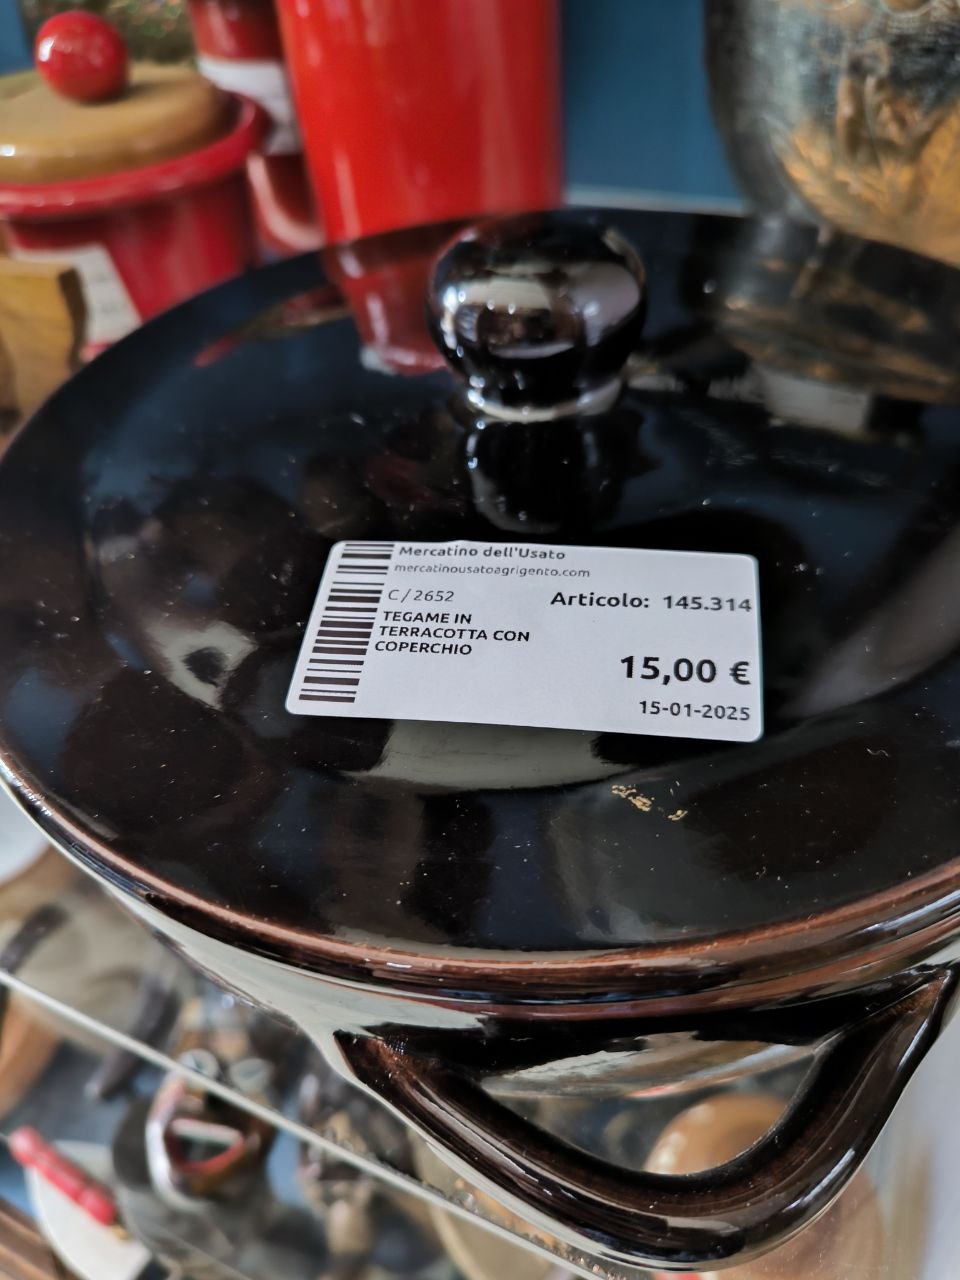 Mercatino dell'Usato
mercatinousatoagrigento.com
C/2652
Articolo: 145.314
TEGAME IN
TERRACOTTA CON
COPERCHIO
15,00 €
15-01-2025